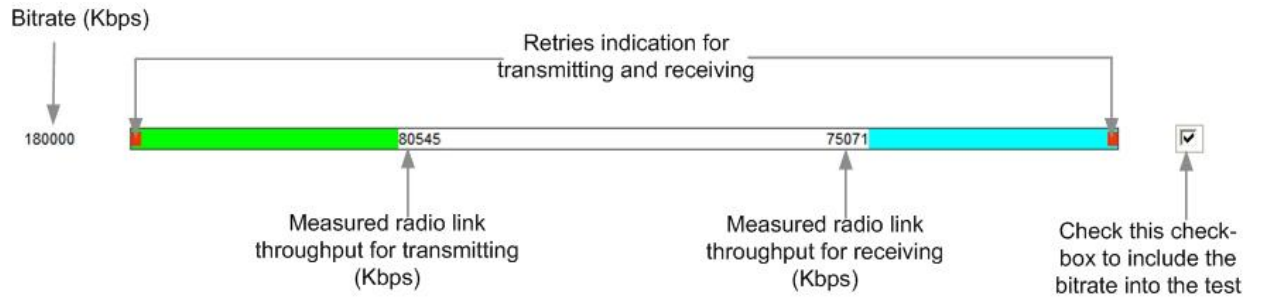 Bitrate (Kbps)
Retries indication for
transmitting and receiving
180000
80545
75071
Measured radio link
throughput for transmitting
(Kbps)
Measured radio link
throughput for receiving
(Kbps)
Check this check-
box to include the
bitrate into the test